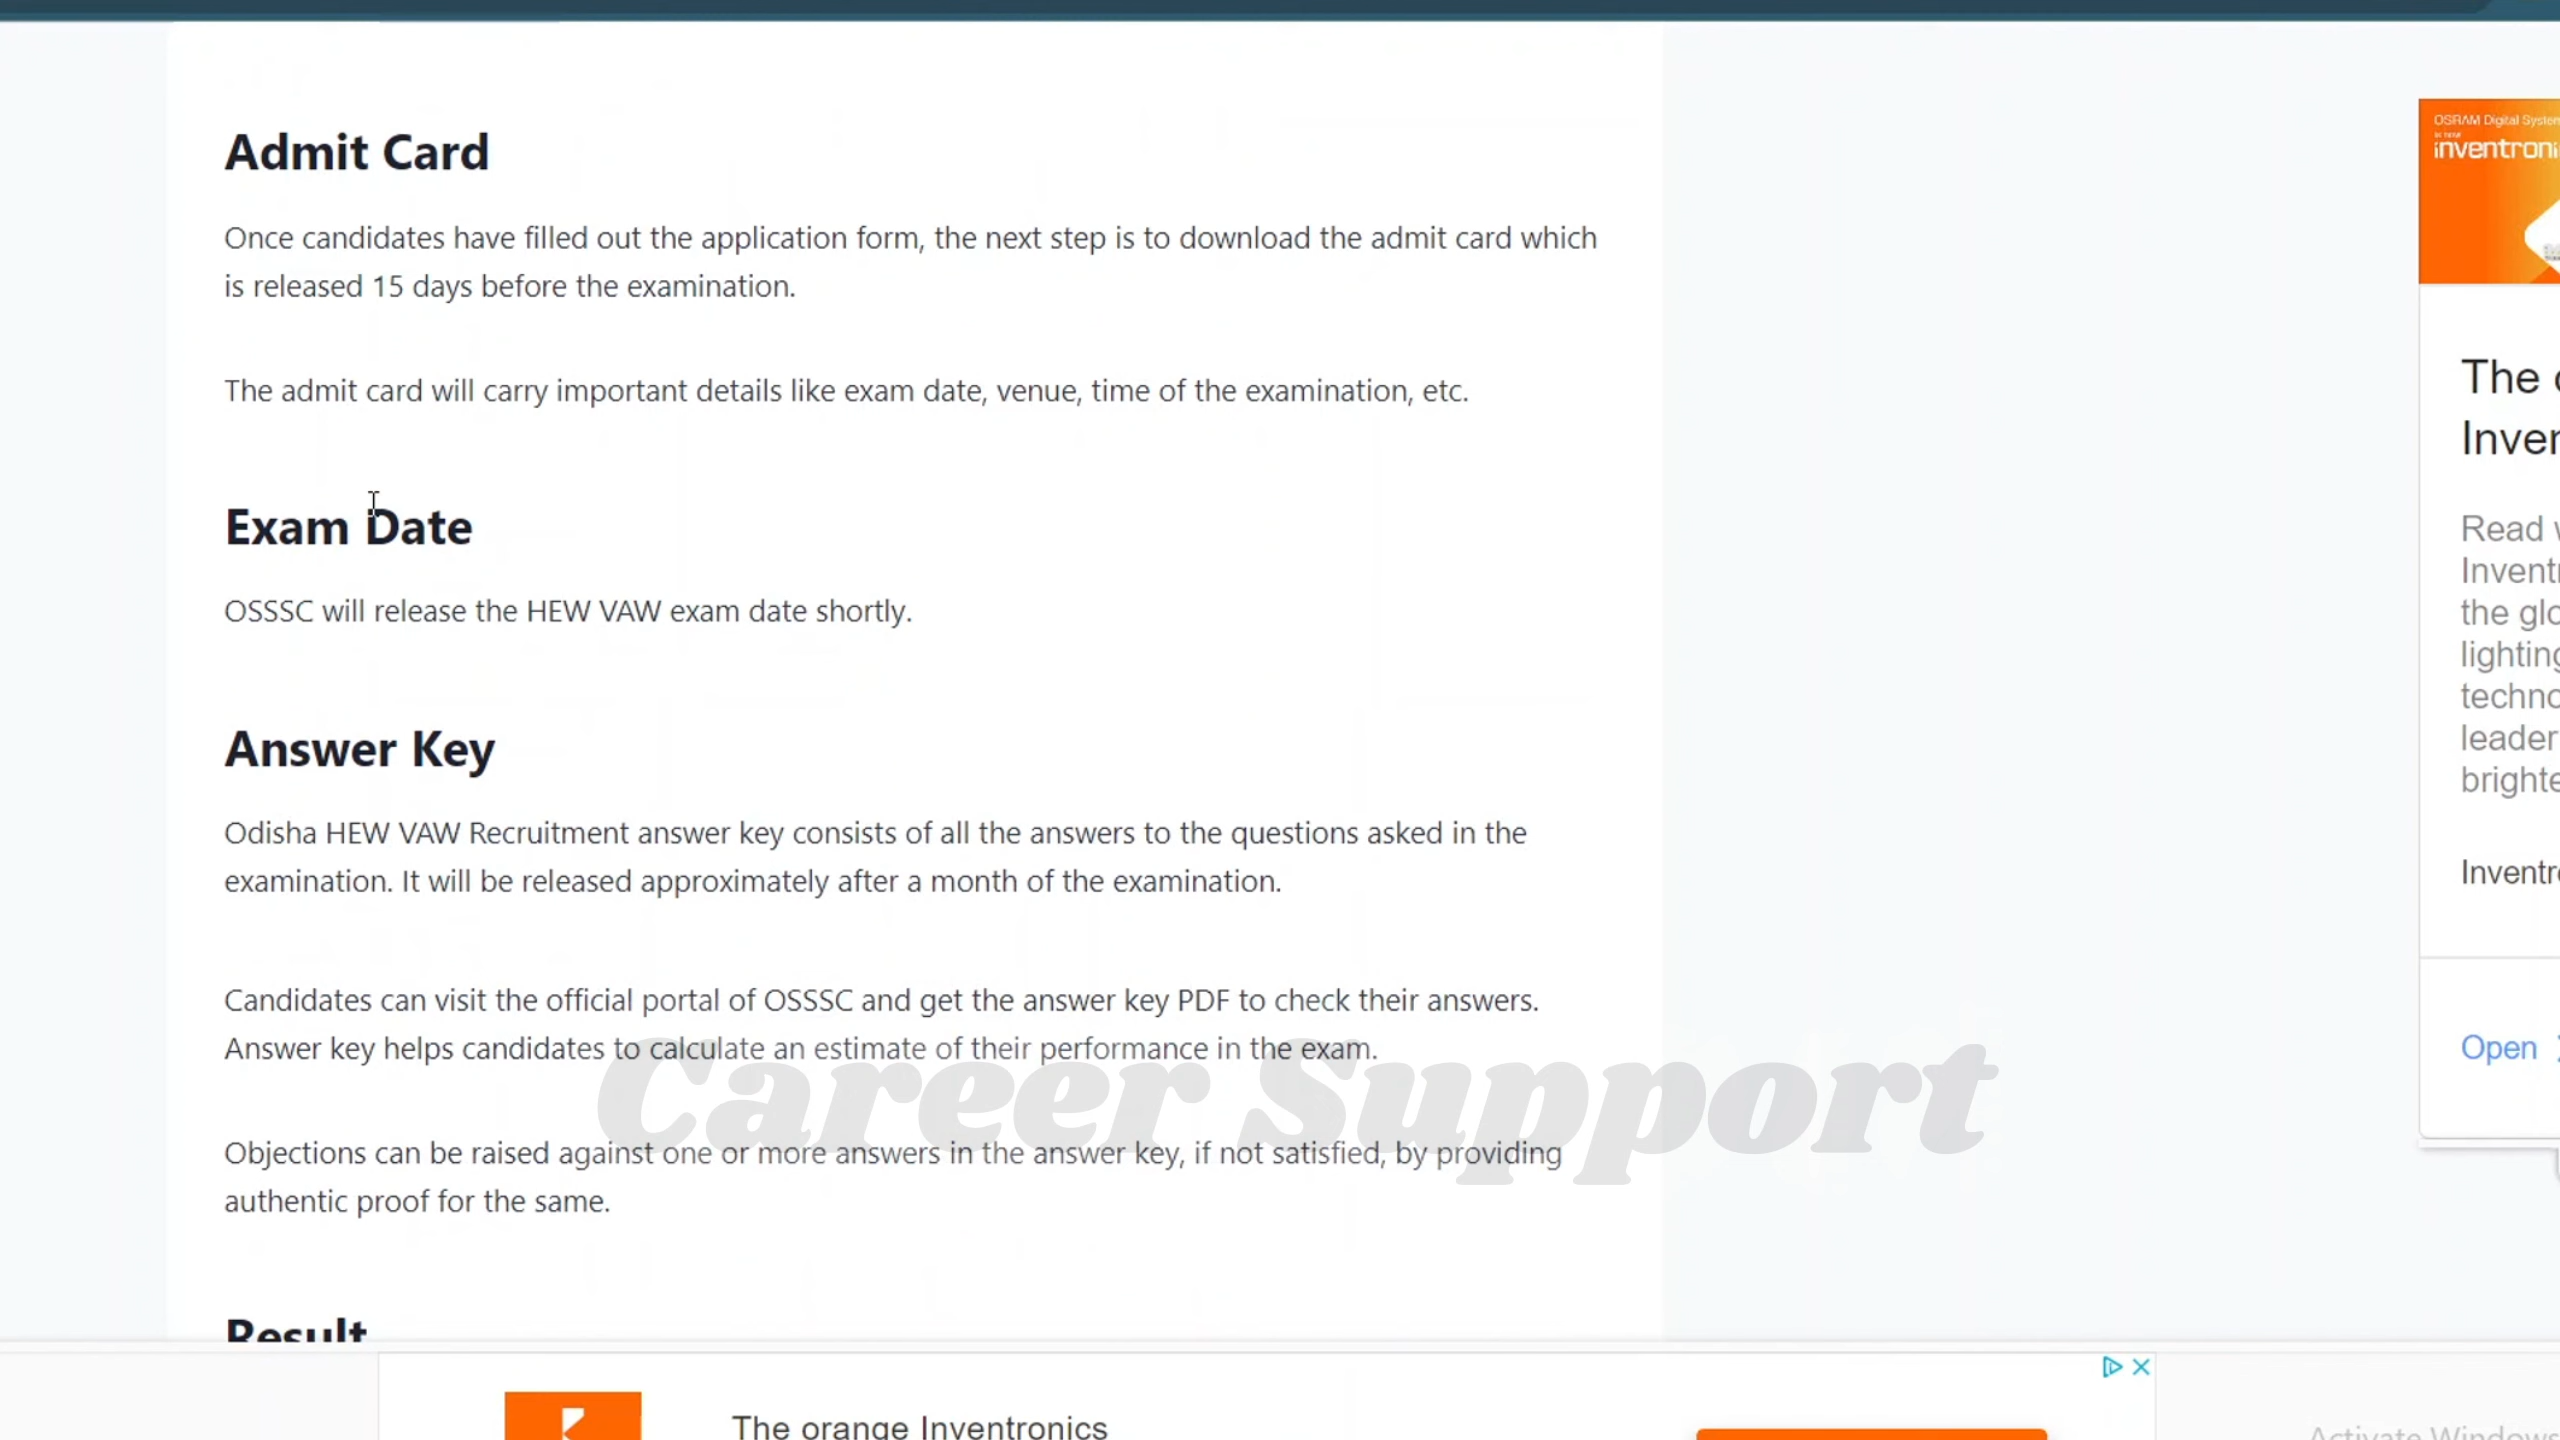 Admit Card
Once candidates have filled out the application form, the next step is to download the admit card which
is released 15 days before the examination.
The admit card will carry important details like exam date, venue, time of the examination, etc.
Exam Date
OSSSC will release the HEW VAW exam date shortly.
Answer Key
Odisha HEW VAW Recruitment answer key consists of all the answers to the questions asked in the
examination. It will be released approximately after a month of the examination.
Candidates can visit the official portal of OSSSC and get the answer key PDF to check their answers.
Answer key helps candidates to calculate an estimate of their performance in the exam.
Career Support
Objections can be raised against one or more answers in the answer key, if not satisfied, by providing
authentic proof for the same.
Result
OSRAM Digital System
is now
inventroni
The
Inven
Read
Invent
the glo
lighting
techno
leader
brighte
Inventr
Open
The orange Inventronics
Activate Windows